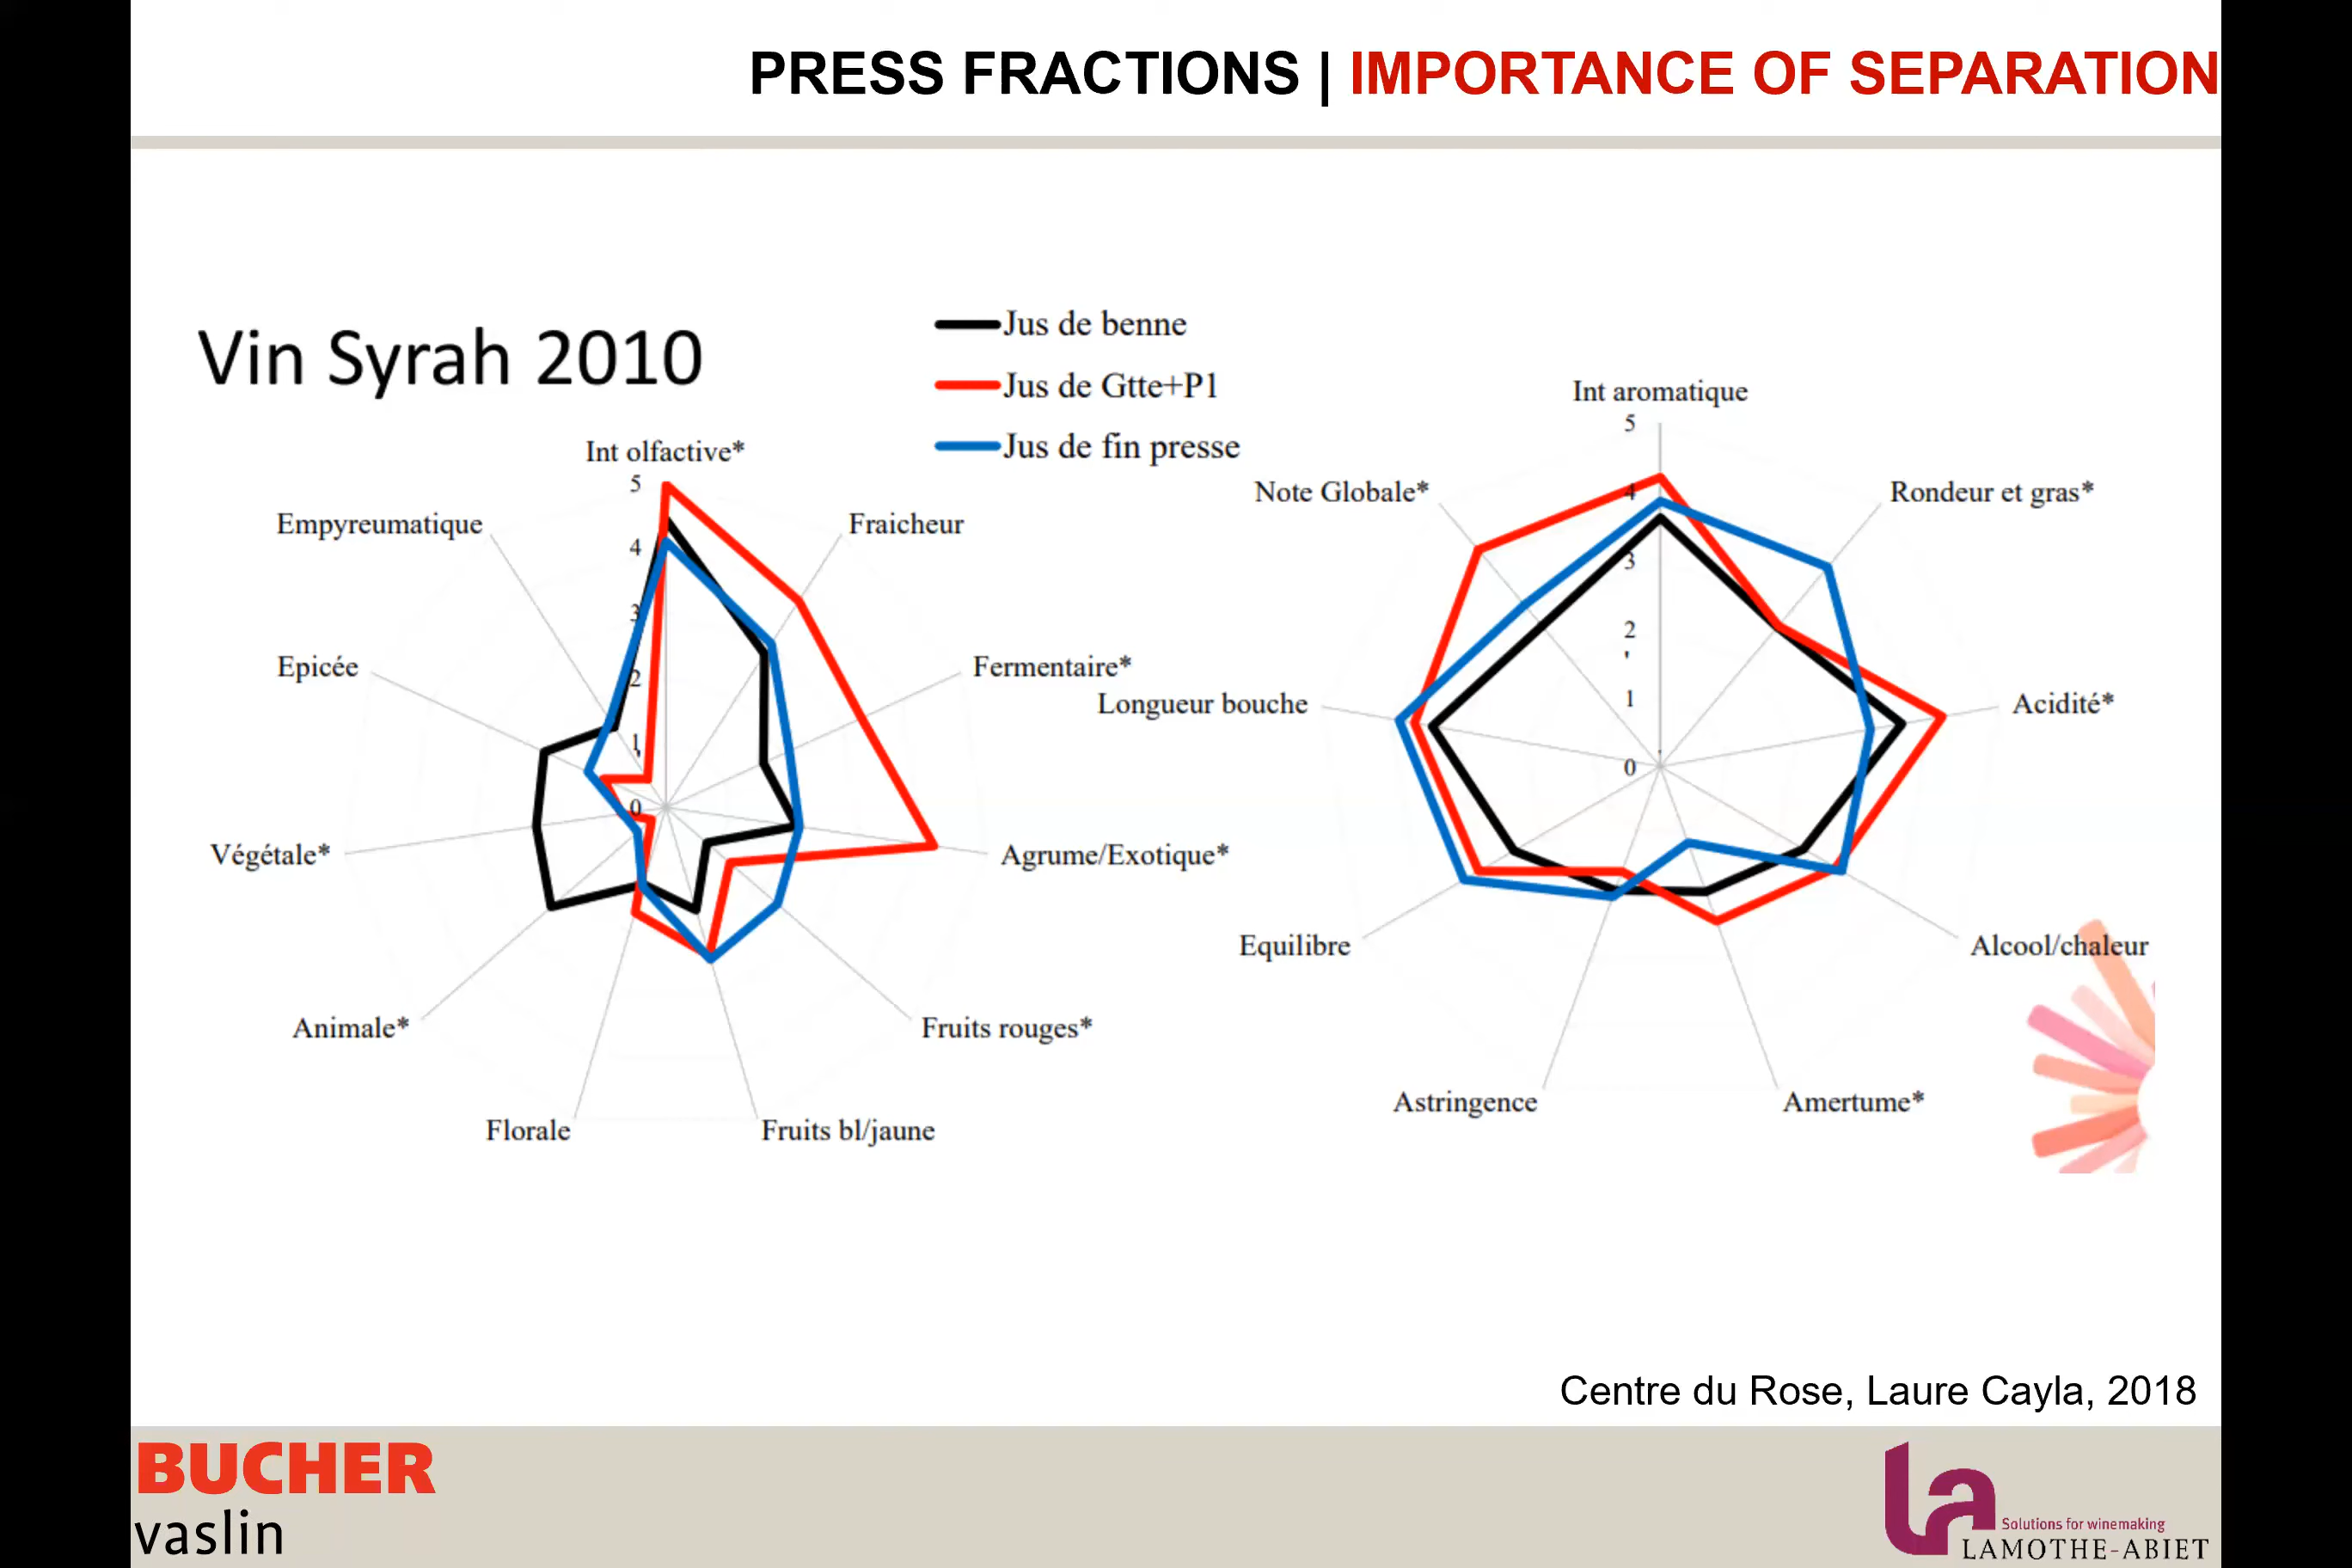 PRESS FRACTIONS | IMPORTANCE OF SEPARATION
Vin Syrah 2010
Jus de benne
Jus de Gtte+P1
Jus de fin presse
Int olfactive*
5
4
3
2
1
0
Fraicheur
Fermentaire*
Agrume/Exotique*
Fruits rouges*
Fruits bl/jaune
Florale
Animale*
Végétale*
Epicée
Empyreumatique
Int aromatique
5
4
3
2
1
0
Rondeur et gras*
Acidité*
Alcool/chaleur
Amertume*
Astringence
Equilibre
Longueur bouche
Note Globale*
Centre du Rose, Laure Cayla, 2018
BUCHER
vaslin
la
Solutions for winemaking
LAMOTHE-ABIET